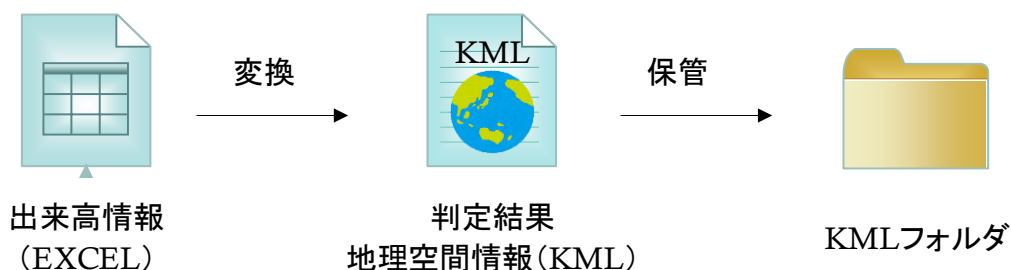 KML
変換
保管
出来高情報
（EXCEL）
判定結果
地理空間情報（KML）
KMLフォルダ